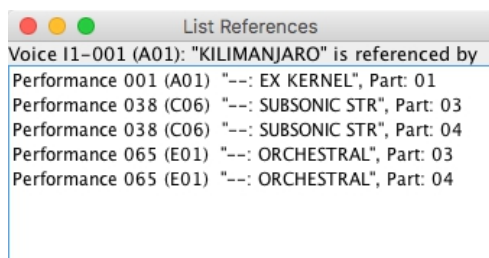 List References
Voice I1-001 (A01): "KILIMANJARO" is referenced by
Performance 001 (A01) "--: EX KERNEL", Part: 01
Performance 038 (C06) "--: SUBSONIC STR", Part: 03
Performance 038 (C06) "--: SUBSONIC STR", Part: 04
Performance 065 (E01) "--: ORCHESTRAL", Part: 03
Performance 065 (E01) "--: ORCHESTRAL", Part: 04